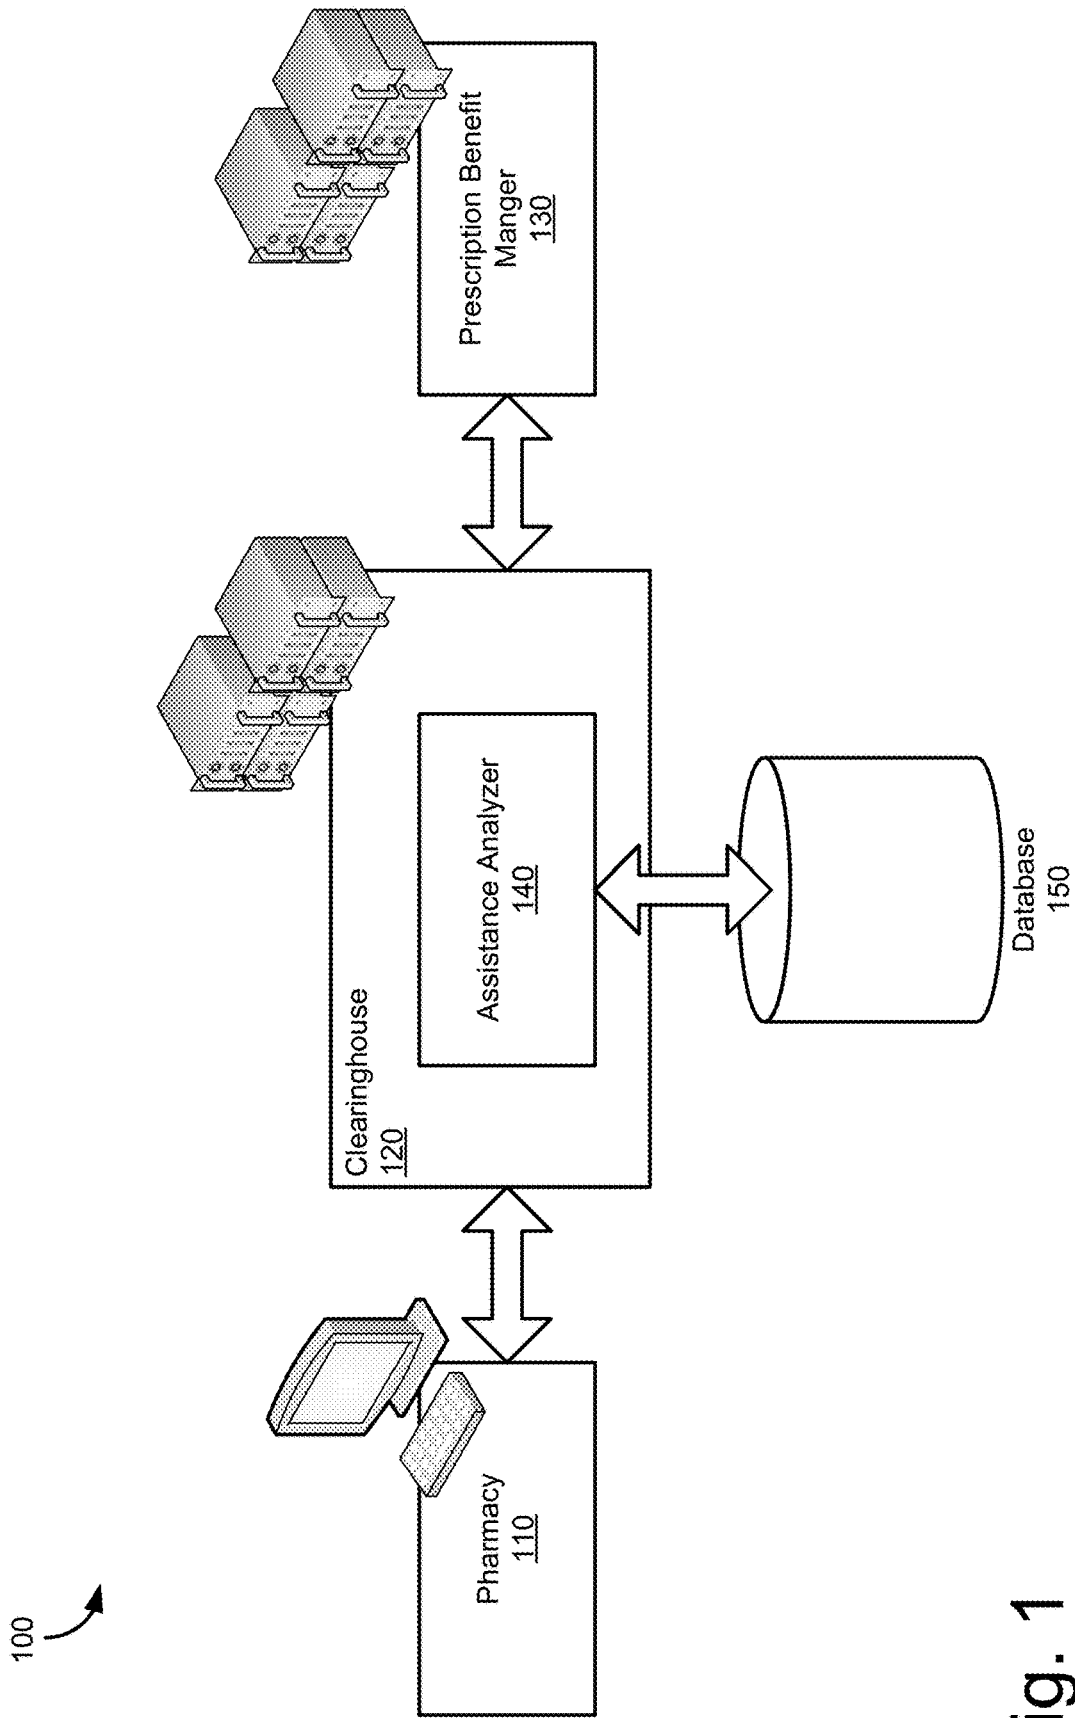 100
Pharmacy
110
Clearinghouse
120
Assistance Analyzer
140
Prescription Benefit
Manger
130
Database
150
ig. 1